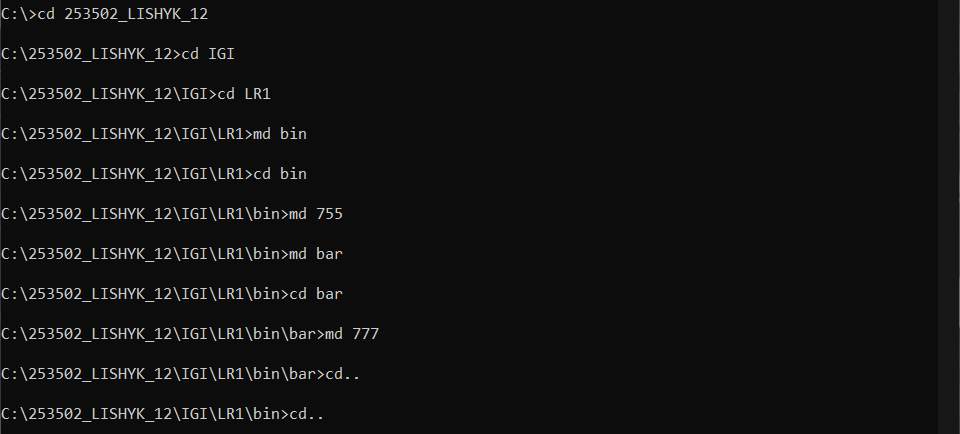 C:\>cd 253502_LISHYK_12
C:\253502_LISHYK_12>cd IGI
C:\253502_LISHYK_12\IGI>cd LR1
C:\253502_LISHYK_12\IGI\LR1>md bin
C:\253502_LISHYK_12\IGI\LR1>cd bin
C:\253502_LISHYK_12\IGI\LR1\bin>md 755
C:\253502_LISHYK_12\IGI\LR1\bin>md bar
C:\253502_LISHYK_12\IGI\LR1\bin>cd bar
C:\253502_LISHYK_12\IGI\LR1\bin\bar>md 777
C:\253502_LISHYK_12\IGI\LR1\bin\bar>cd..
C:\253502_LISHYK_12\IGI\LR1\bin>cd..